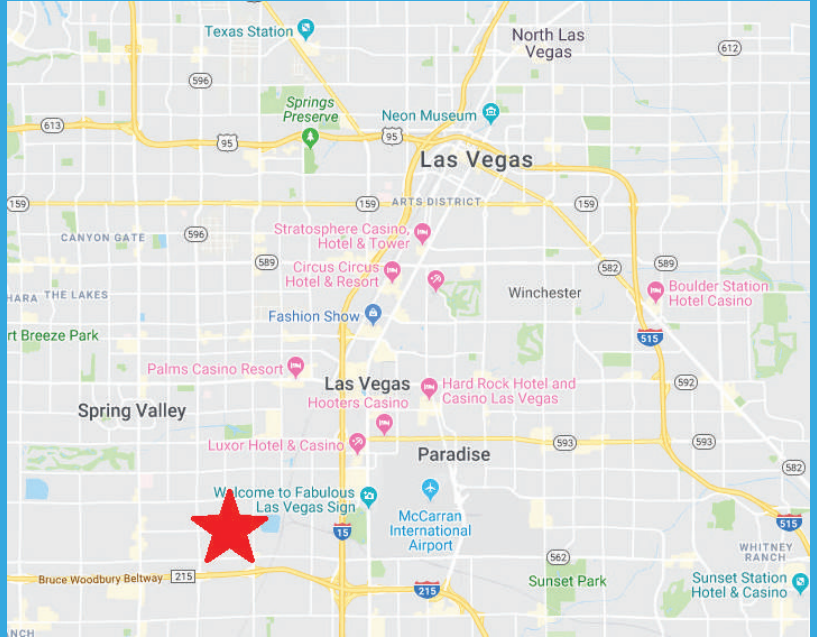 Texas Station
North Las
Vegas
612
596
Springs
Preserve
Neon Museum
613
95
95
Las Vegas
159
159
ARTS DISTRICT
159
CANYON GATE
596
Stratosphere Casino,
Hotel & Tower
589
Circus Circus
Hotel & Resort
582
589
HARA
THE LAKES
Winchester
Boulder Station
Hotel Casino
Fashion Show
rt Breeze Park
515
Palms Casino Resort
Las Vegas
Hard Rock Hotel and
Casino Las Vegas
592
Hooters Casino
Spring Valley
Luxor Hotel & Casino
593
593
Paradise
582
Welcome to Fabulous
Las Vegas Sign
McCarran
International
Airport
15
515
562
WHITNEY
RANCH
Bruce Woodbury Beltway
215
215
Sunset Park
Sunset Station
Hotel & Casino
NCH